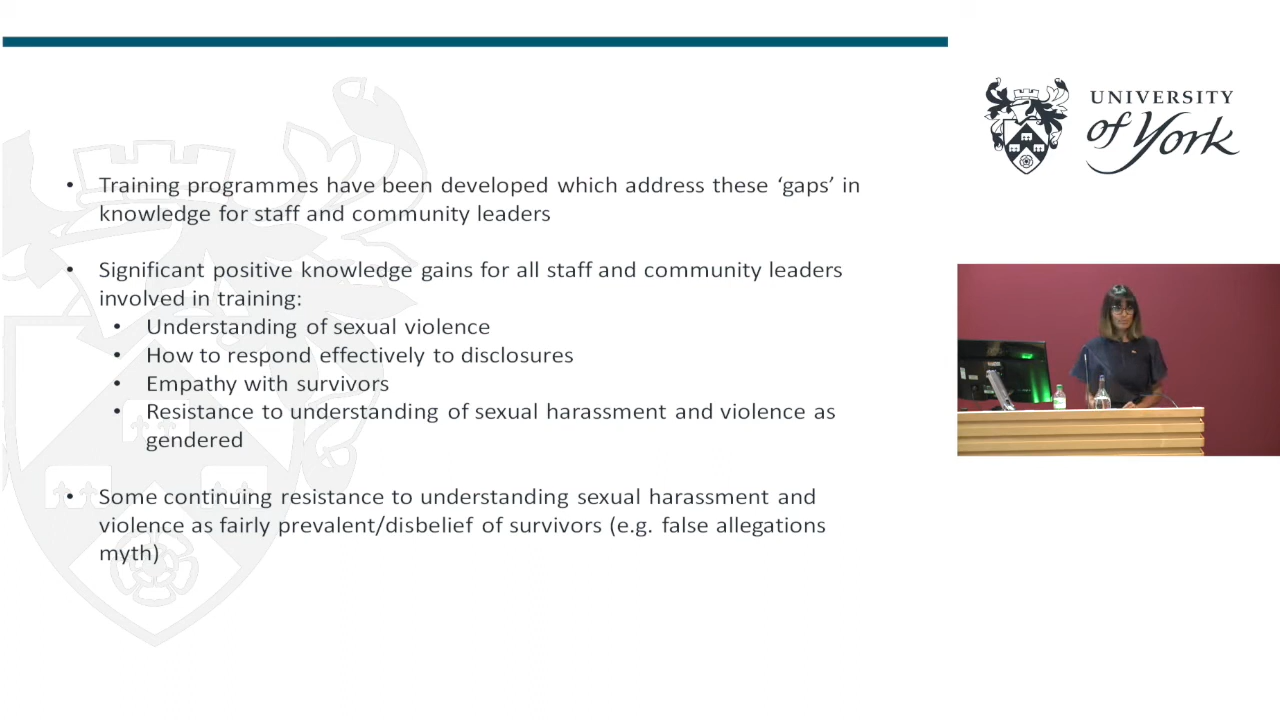 • Training programmes have been developed which address these ‘gaps’ in
knowledge for staff and community leaders
• Significant positive knowledge gains for all staff and community leaders
involved in training:
• Understanding of sexual violence
• How to respond effectively to disclosures
• Empathy with survivors
• Resistance to understanding of sexual harassment and violence as
gendered
• Some continuing resistance to understanding sexual harassment and
violence as fairly prevalent/disbelief of survivors (e.g. false allegations
myth)
UNIVERSITY
of York